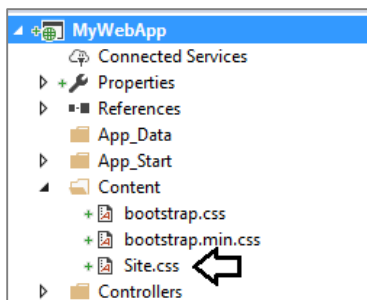 MyWebApp
Connected Services
Properties
References
App_Data
App_Start
Content
bootstrap.css
bootstrap.min.css
Site.css
Controllers